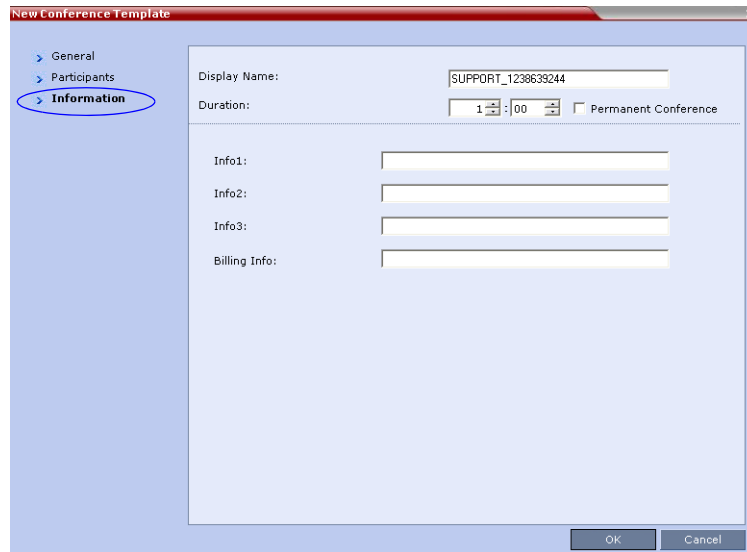 New Conference Template
General
Participants
Information
Display Name: SUPPORT_1238639244
Duration: 1 : 00 Permanent Conference
Info1:
Info2:
Info3:
Billing Info:
OK Cancel